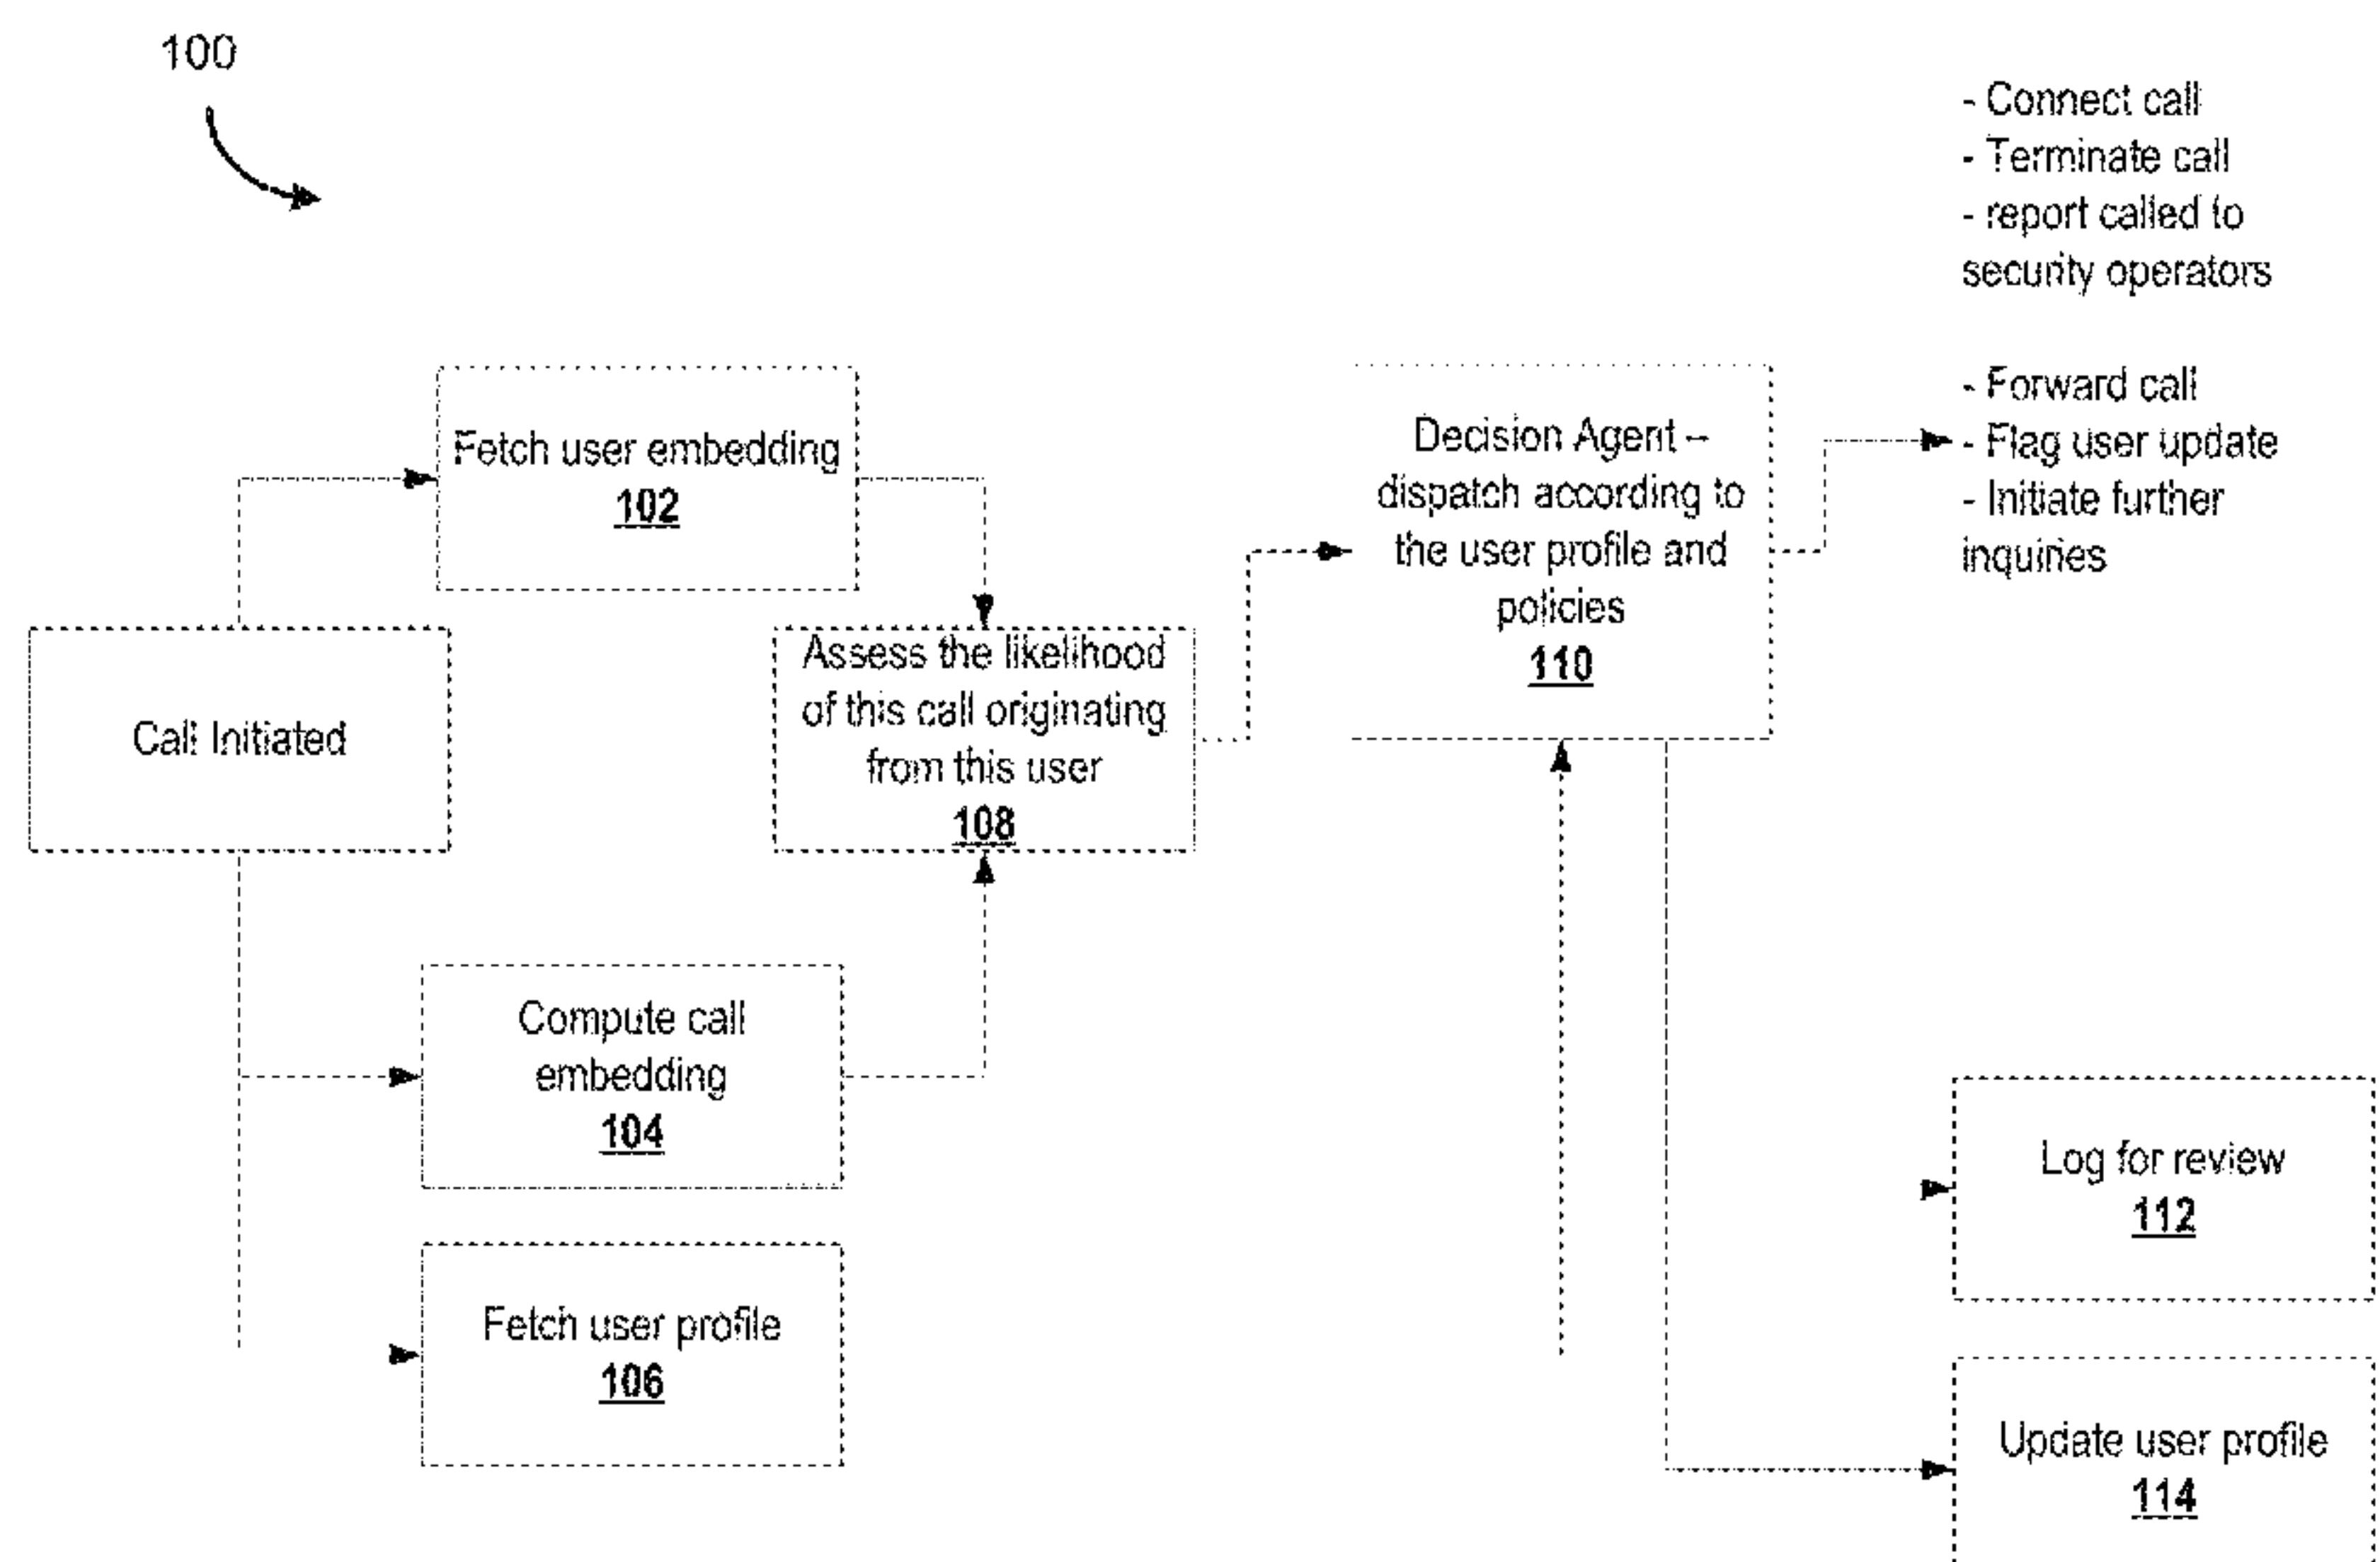 100
- Connect call
- Terminate call
- report called to
security operators
- Forward call
- Flag user update
- Initiate further
inquiries
Fetch user embedding
102
Decision Agent –
dispatch according to
the user profile and
policies
110
Call Initiated
Assess the likelihood
of this call originating
from this user
108
Compute call
embedding
104
Log for review
112
Fetch user profile
106
Update user profile
114